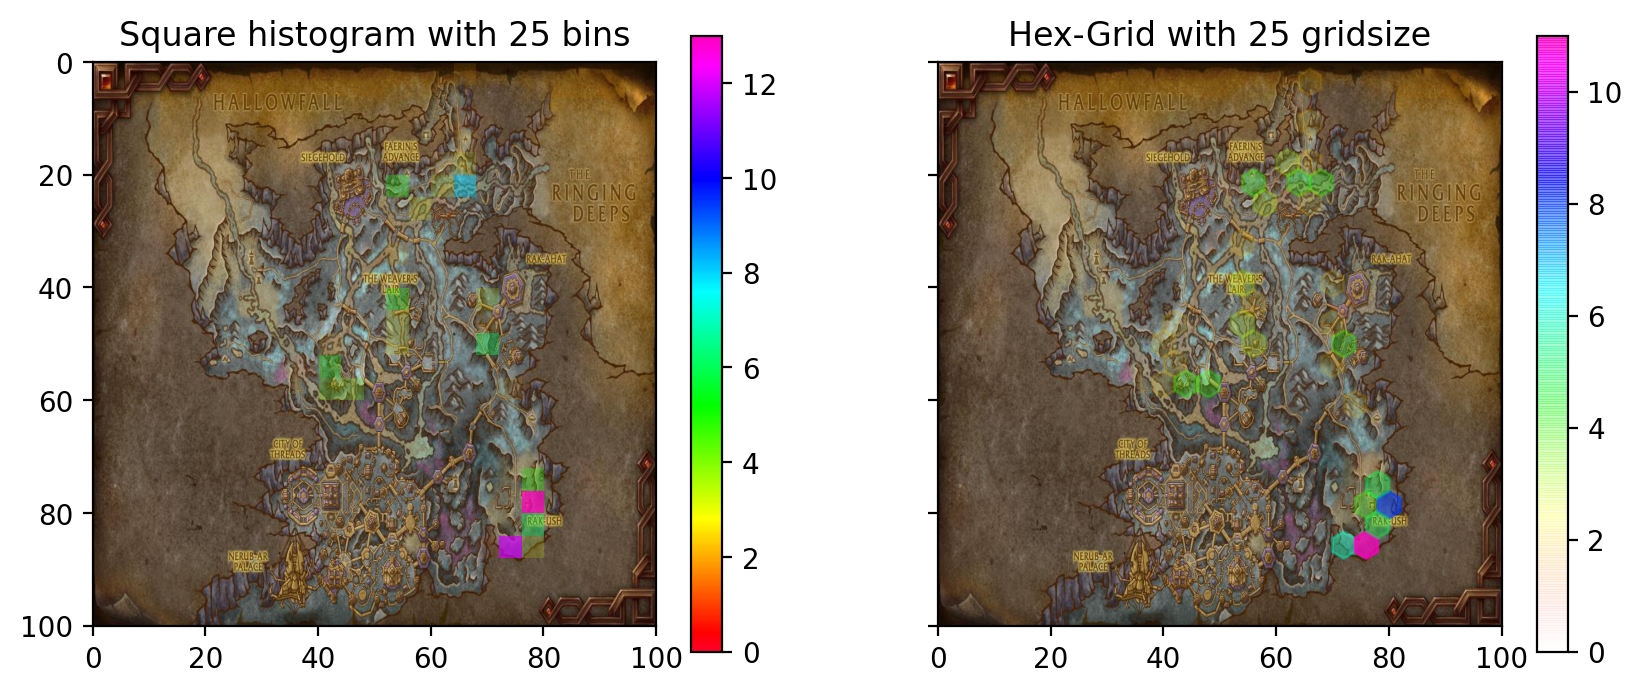 Square histogram with 25 bins
0
20
40
60
80
100
0
20
40
60
80
100
HALLOWFALL
SIEGEHOLD
FAERIN'S
ADVANCE
THE
RINGING
DEEPS
RAK-AHAT
THE WEAVER'S
LAIR
CITY OF
THREADS
RAK-USH
NERUB-AR
PALACE
12
10
8
6
4
2
0
Hex-Grid with 25 gridsize
0
20
40
60
80
100
HALLOWFALL
SIEGEHOLD
FAERIN'S
ADVANCE
THE
RINGING
DEEPS
RAK-AHAT
THE WEAVER'S
LAIR
CITY OF
THREADS
RAK-USH
NERUB-AR
PALACE
10
8
6
4
2
0